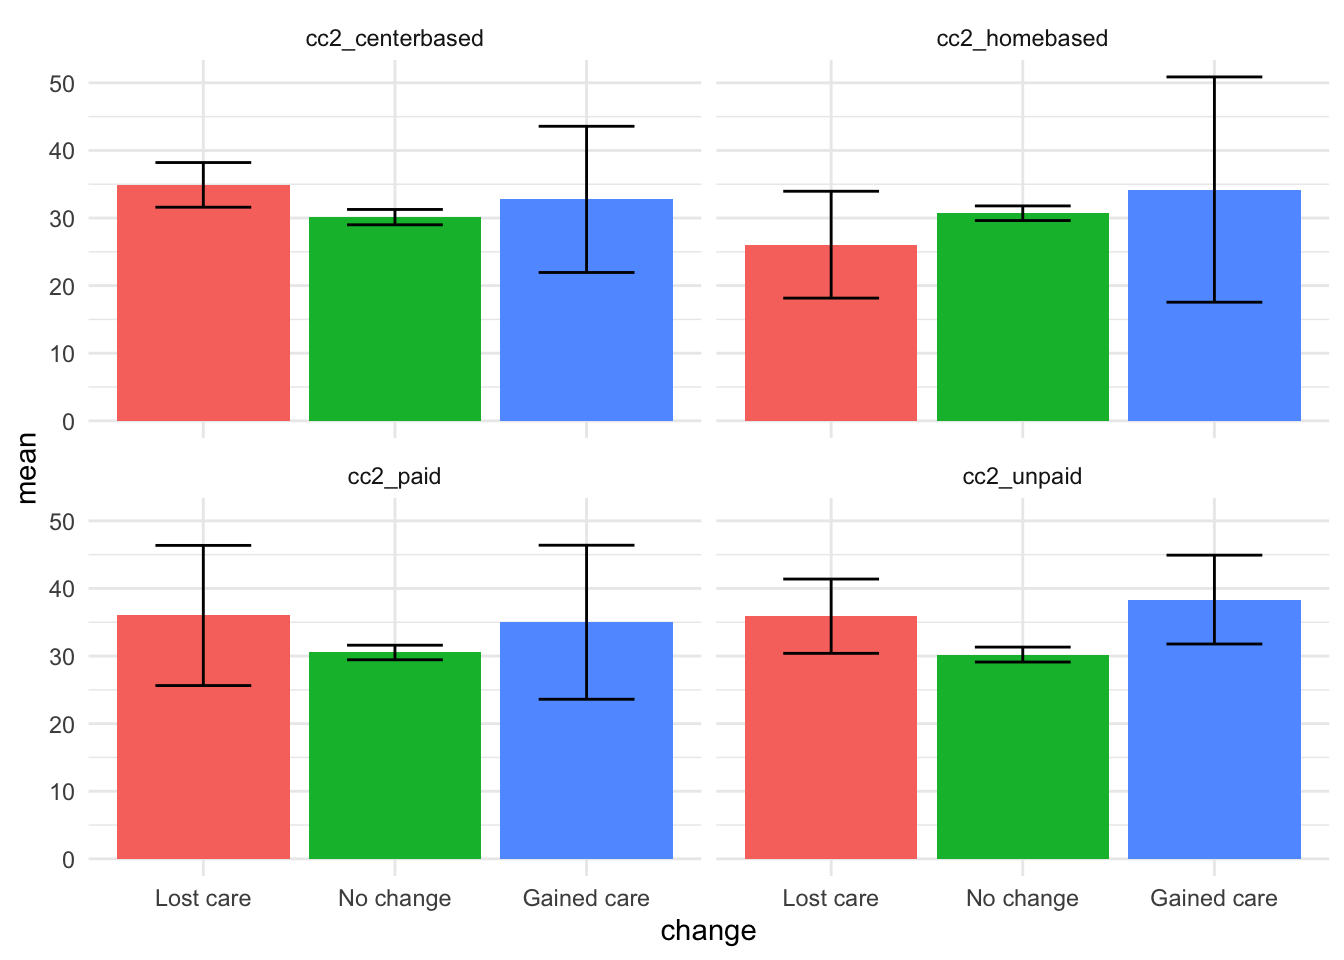 cc2_centerbased cc2_homebased
50
40
30
20
10
0
mean
cc2_paid cc2_unpaid
50
40
30
20
10
0
Lost care No change Gained care Lost care No change Gained care
change